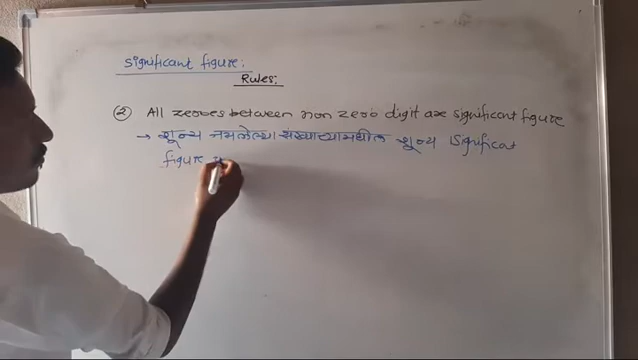 significant figure:
Rules:
② All zeroes between non zero digit are significant figure
→ शून्य नसलेल्या संख्याच्यामधील शून्य Significat
figure